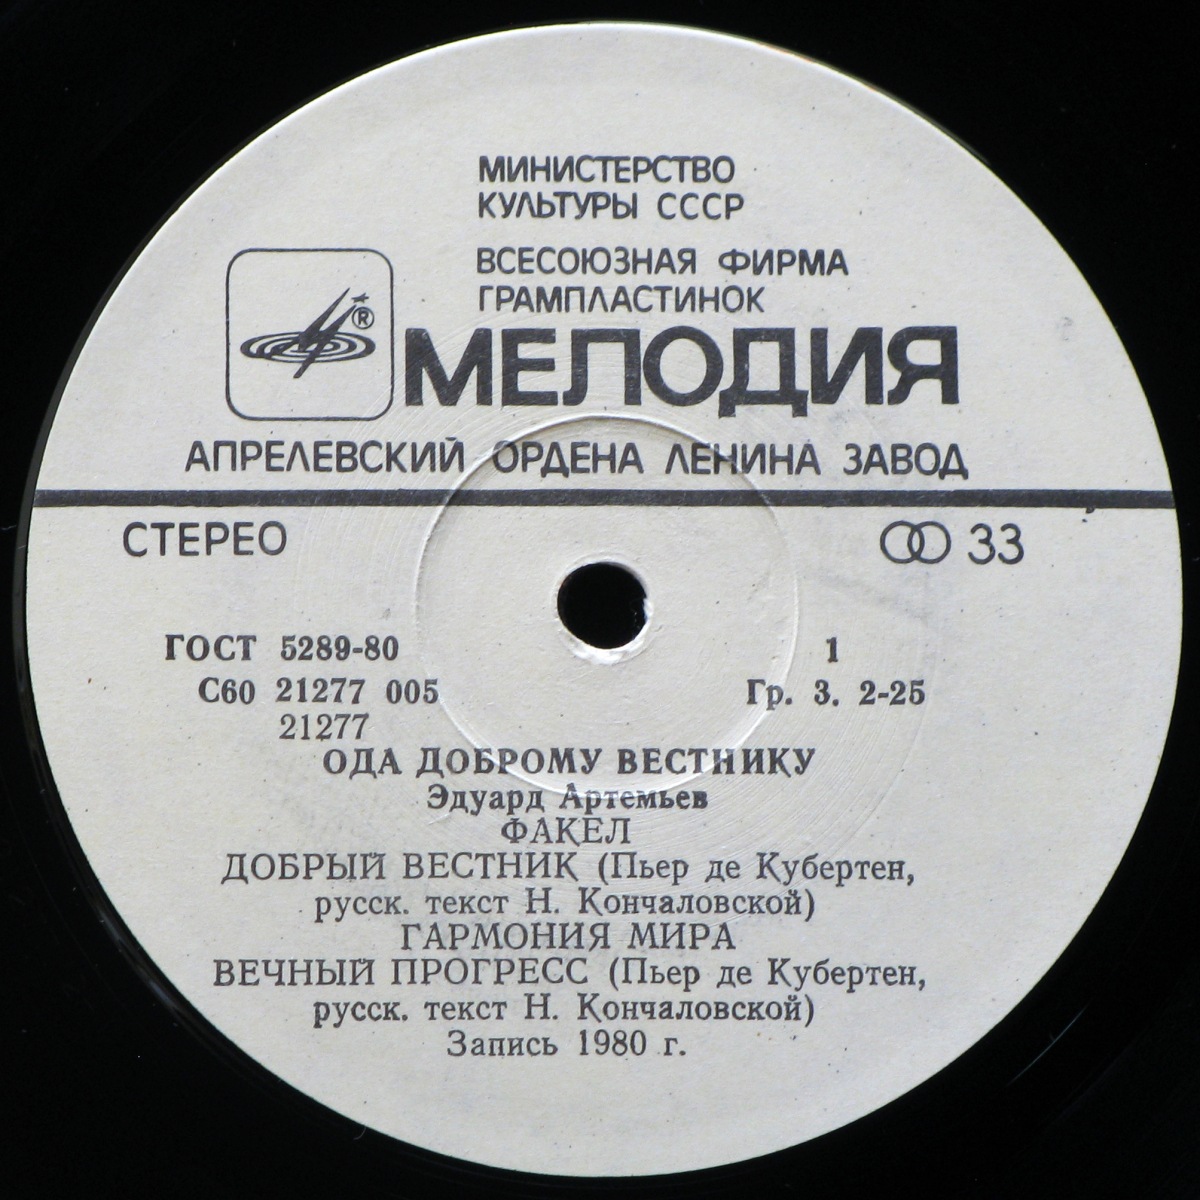 МИНИСТЕРСТВО
КУЛЬТУРЫ СССР
ВСЕСОЮЗНАЯ ФИРМА
ГРАМПЛАСТИНОК
®
МЕЛОДИЯ
АПРЕЛЕВСКИЙ ОРДЕНА ЛЕНИНА ЗАВОД
СТЕРЕО 33
ГОСТ 5289-80 1
С60 21277 005 Гр. 3. 2-25
21277
ОДА ДОБРОМУ ВЕСТНИКУ
Эдуард Артемьев
ФАКЕЛ
ДОБРЫЙ ВЕСТНИК (Пьер де Кубертен,
русск. текст Н. Кончаловской)
ГАРМОНИЯ МИРА
ВЕЧНЫЙ ПРОГРЕСС (Пьер де Кубертен,
русск. текст Н. Кончаловской)
Запись 1980 г.